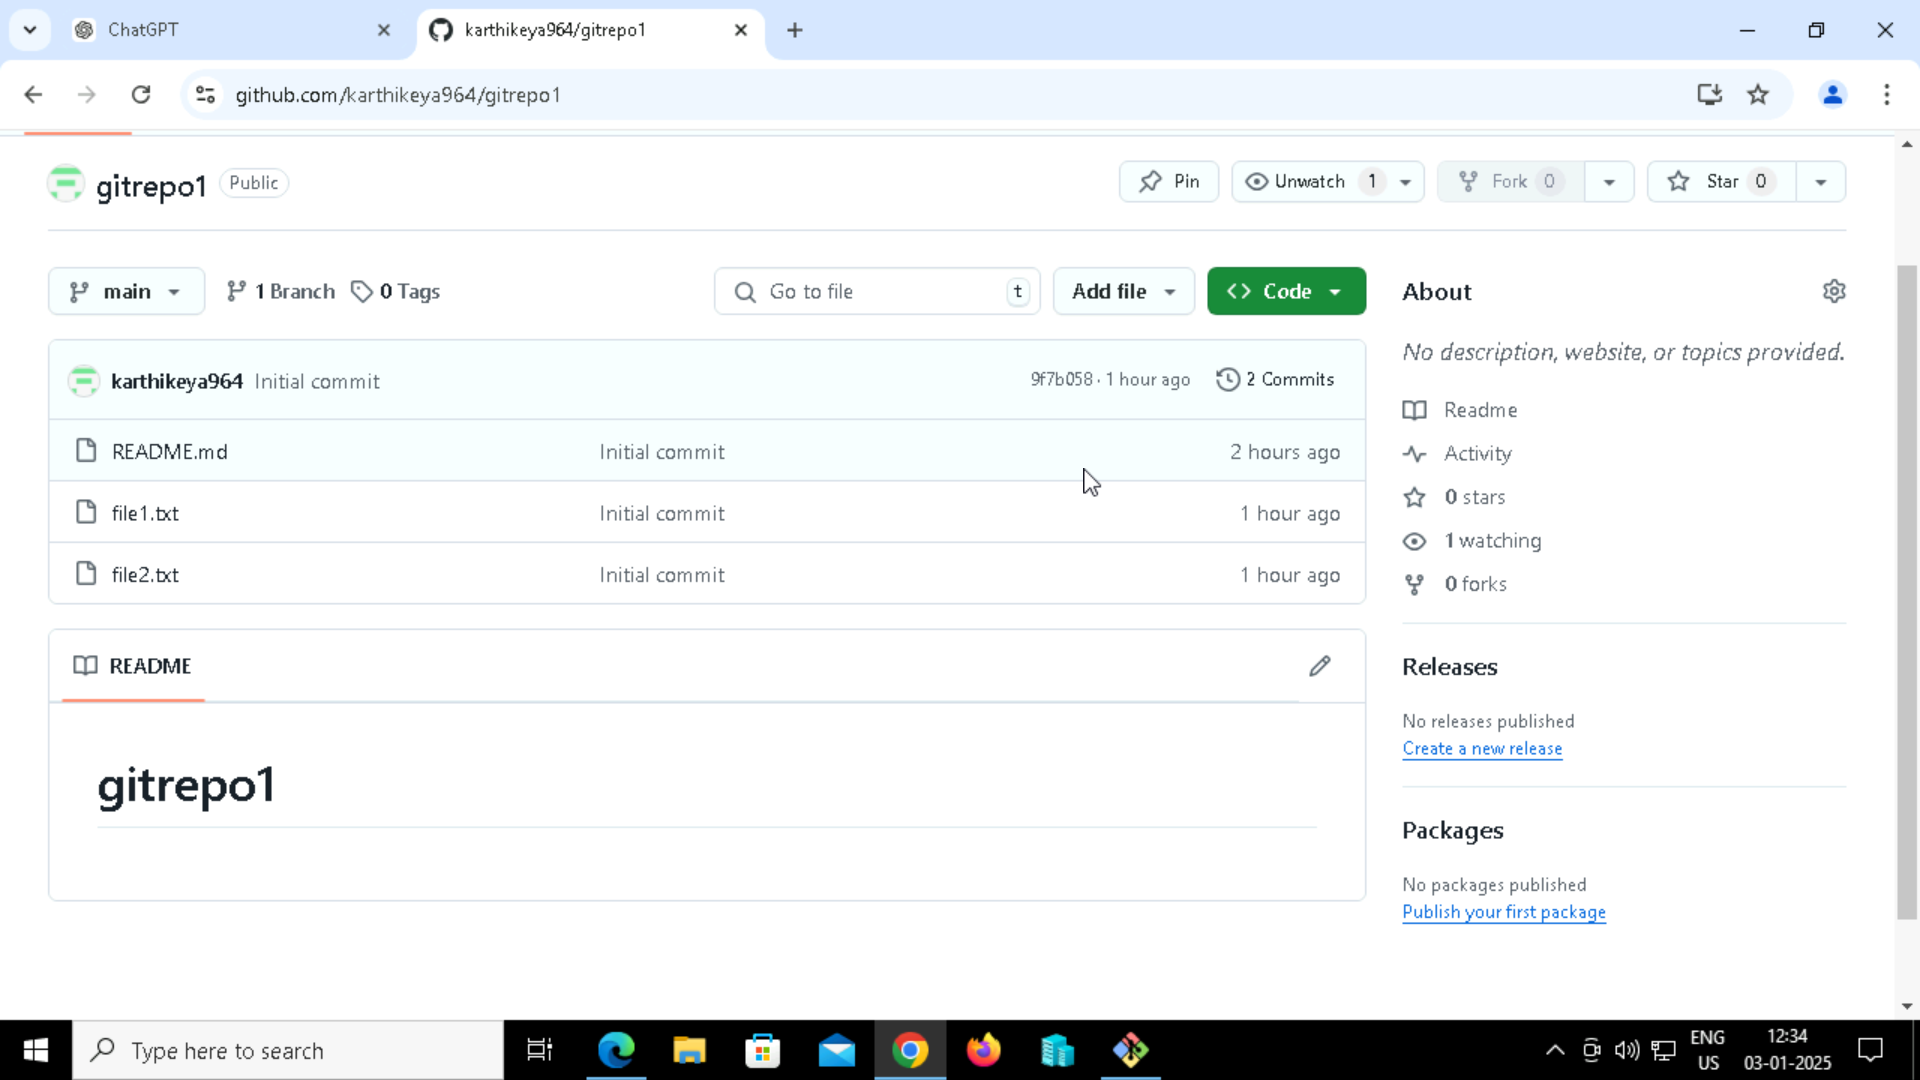 ChatGPT
karthikeya964/gitrepo1
github.com/karthikeya964/gitrepo1
gitrepo1 Public
Pin
Unwatch 1
Fork 0
Star 0
main
1 Branch
0 Tags
Go to file t
Add file
Code
karthikeya964 Initial commit
9f7b058 · 1 hour ago
2 Commits
README.md Initial commit 2 hours ago
file1.txt Initial commit 1 hour ago
file2.txt Initial commit 1 hour ago
README
gitrepo1
About
No description, website, or topics provided.
Readme
Activity
0 stars
1 watching
0 forks
Releases
No releases published
Create a new release
Packages
No packages published
Publish your first package
Type here to search
ENG
US
12:34
03-01-2025